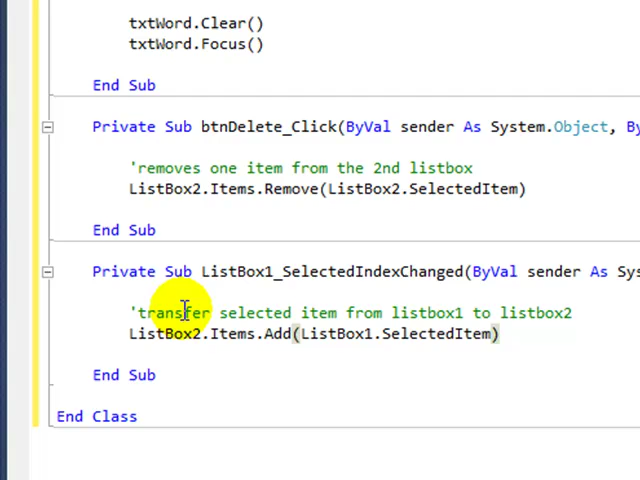 txtWord.Clear()
txtWord.Focus()
End Sub
Private Sub btnDelete_Click(ByVal sender As System.Object, By
'removes one item from the 2nd listbox
ListBox2.Items.Remove(ListBox2.SelectedItem)
End Sub
Private Sub ListBox1_SelectedIndexChanged(ByVal sender As Sys
'transfer selected item from listbox1 to listbox2
ListBox2.Items.Add(ListBox1.SelectedItem)
End Sub
End Class